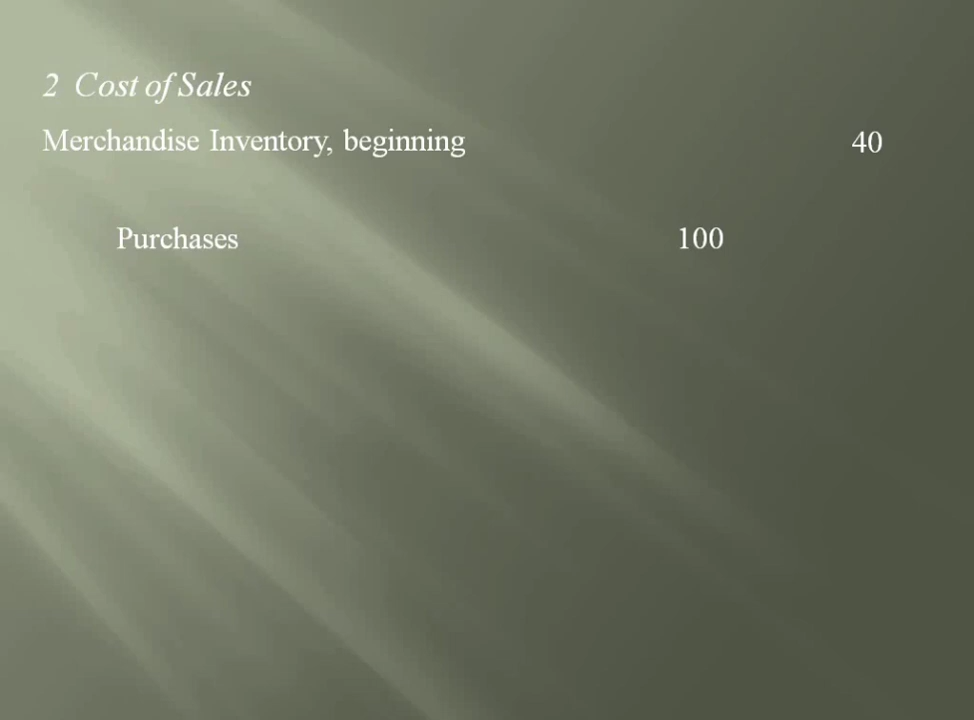 2 Cost of Sales
Merchandise Inventory, beginning 40
Purchases 100